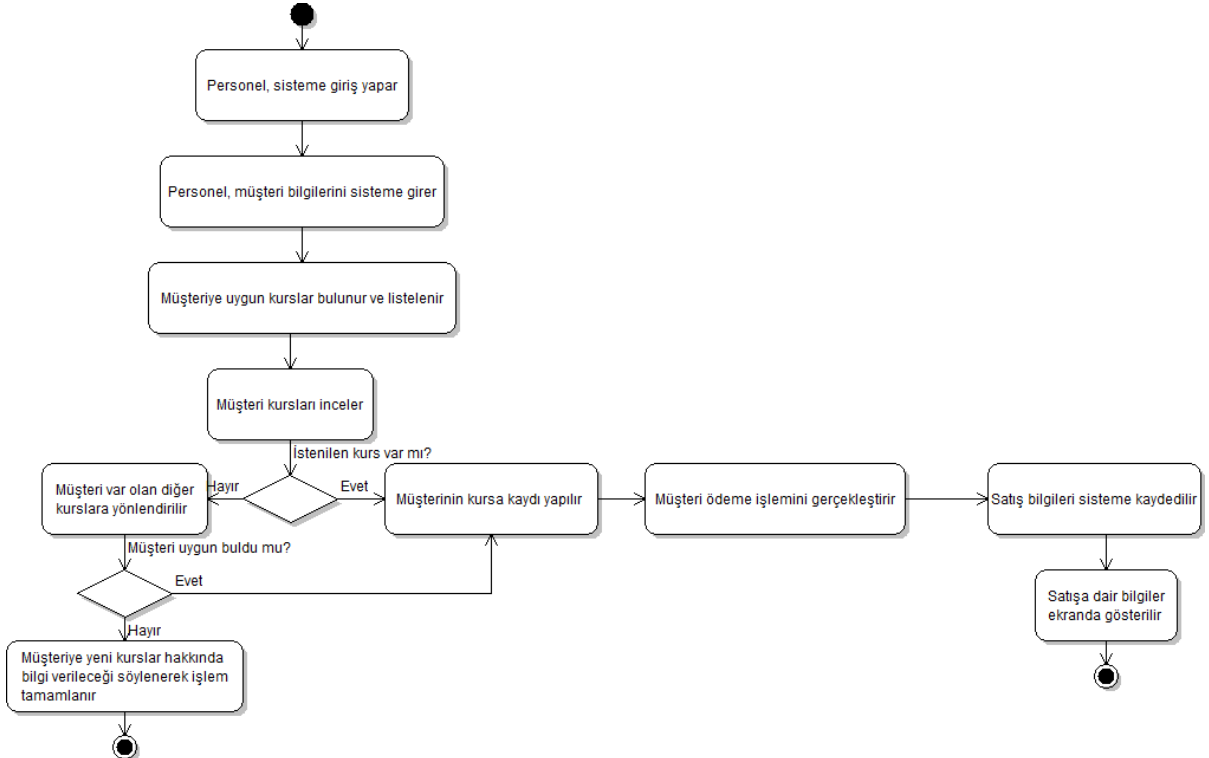 Personel, sisteme giriş yapar
Personel, müşteri bilgilerini sisteme girer
Müşteriye uygun kurslar bulunur ve listelenir
Müşteri kursları inceler
İstenilen kurs var mı?
Hayır
Evet
Müşteri var olan diğer
kurslara yönlendirilir
Müşterinin kursa kaydı yapılır
Müşteri ödeme işlemini gerçekleştirir
Satış bilgileri sisteme kaydedilir
Müşteri uygun buldu mu?
Evet
Hayır
Satışa dair bilgiler
ekranda gösterilir
Müşteriye yeni kurslar hakkında
bilgi verileceği söylenerek işlem
tamamlanır